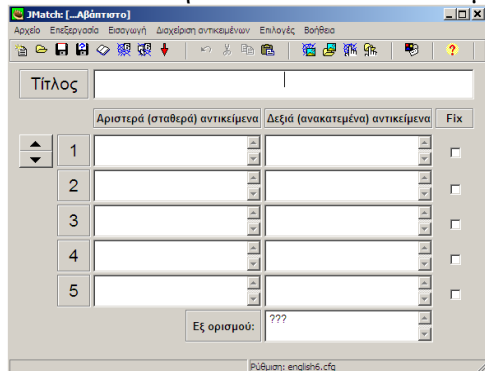 JMatch: [...Αβάπτιστο]
Αρχείο Επεξεργασία Εισαγωγή Διαχείριση αντικειμένων Επιλογές Βοήθεια
Τίτλος
Αριστερά (σταθερά) αντικείμενα Δεξιά (ανακατεμένα) αντικείμενα Fix
1
2
3
4
5
Εξ ορισμού: ???
Ρύθμιση: english6.cfg